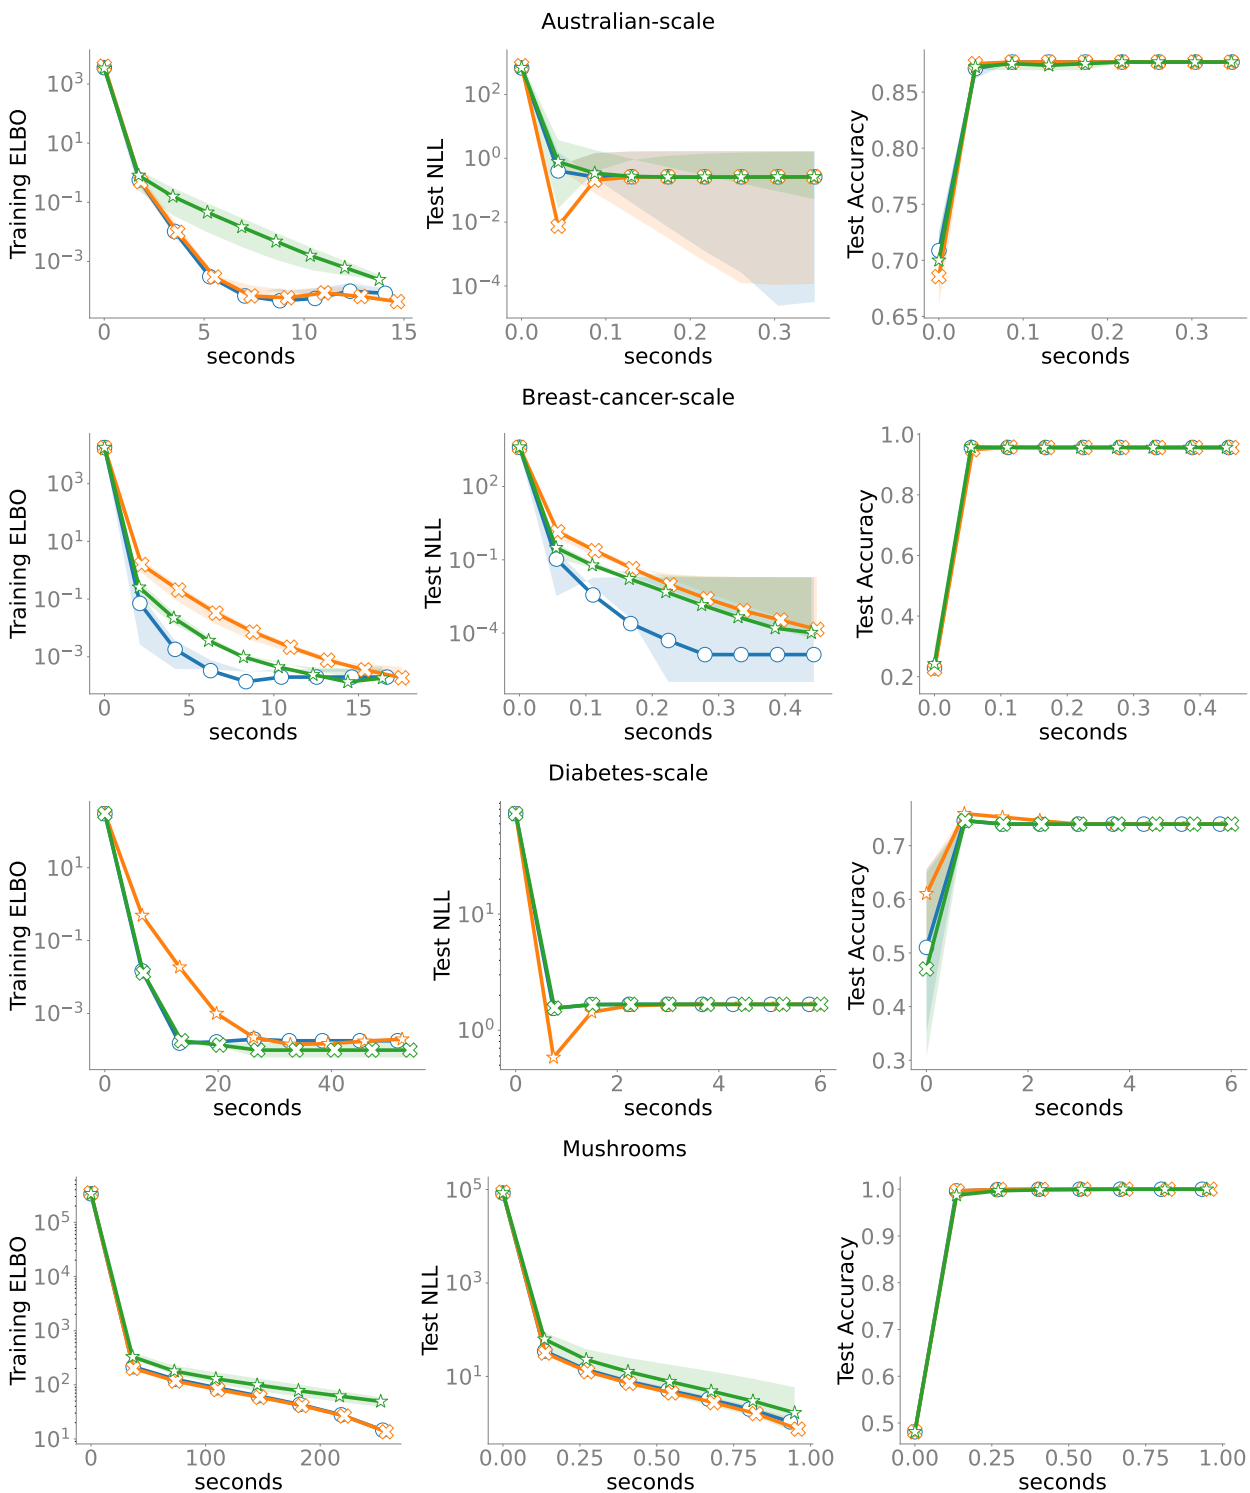 Australian-scale
Training ELBO
10^3
10^1
10^-1
10^-3
0 5 10 15
seconds
Test NLL
10^2
10^0
10^-2
10^-4
0.0 0.1 0.2 0.3
seconds
Test Accuracy
0.85
0.80
0.75
0.70
0.65
0.0 0.1 0.2 0.3
seconds
Breast-cancer-scale
Training ELBO
10^3
10^1
10^-1
10^-3
0 5 10 15
seconds
Test NLL
10^2
10^-1
10^-4
0.0 0.1 0.2 0.3 0.4
seconds
Test Accuracy
1.0
0.8
0.6
0.4
0.2
0.0 0.1 0.2 0.3 0.4
seconds
Diabetes-scale
Training ELBO
10^1
10^-1
10^-3
0 20 40
seconds
Test NLL
10^1
10^0
0 2 4 6
seconds
Test Accuracy
0.7
0.6
0.5
0.4
0.3
0 2 4 6
seconds
Mushrooms
Training ELBO
10^5
10^4
10^3
10^2
10^1
0 100 200
seconds
Test NLL
10^5
10^3
10^1
0.00 0.25 0.50 0.75 1.00
seconds
Test Accuracy
1.0
0.9
0.8
0.7
0.6
0.5
0.00 0.25 0.50 0.75 1.00
seconds